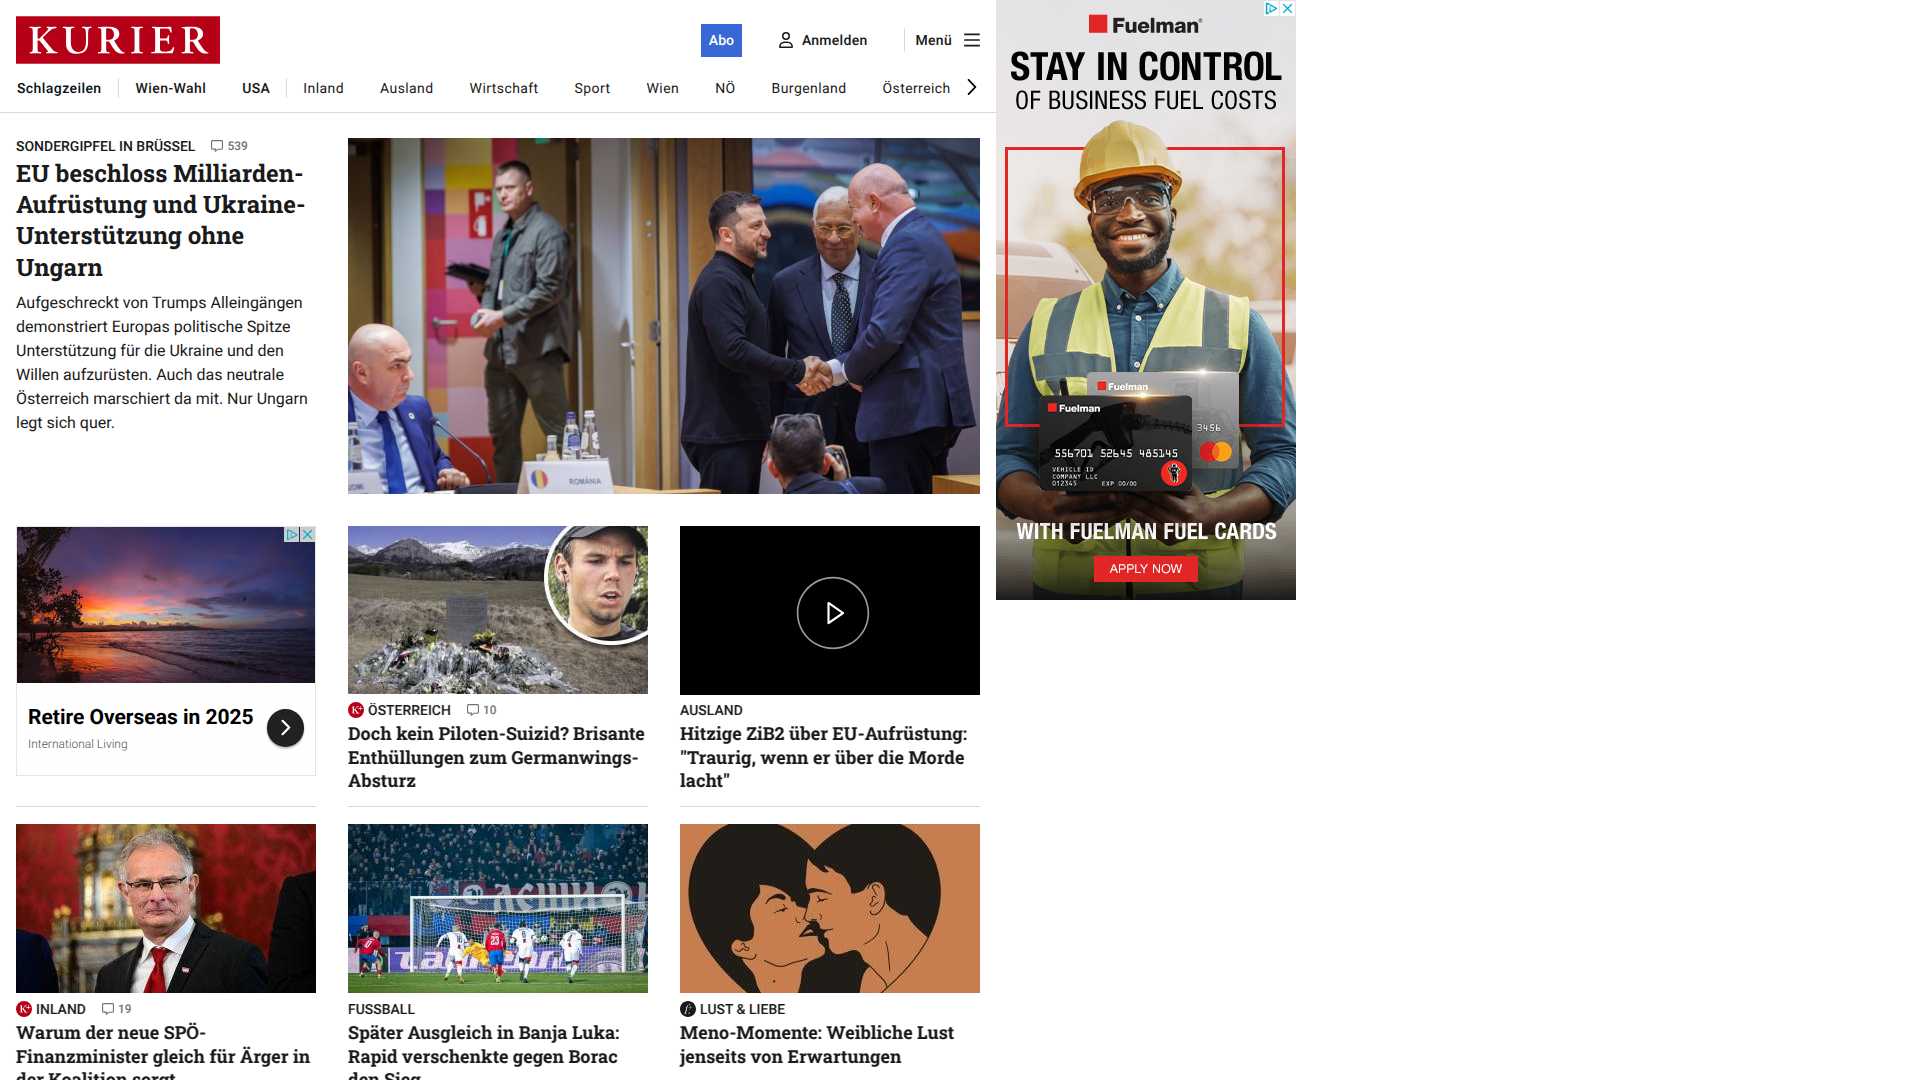 KURIER
Abo
Anmelden
Menü
Schlagzeilen
Wien-Wahl
USA
Inland
Ausland
Wirtschaft
Sport
Wien
NÖ
Burgenland
Österreich
SONDERGIPFEL IN BRÜSSEL 539
EU beschloss Milliarden-
Aufrüstung und Ukraine-
Unterstützung ohne
Ungarn
Aufgeschreckt von Trumps Alleingängen
demonstriert Europas politische Spitze
Unterstützung für die Ukraine und den
Willen aufzurüsten. Auch das neutrale
Österreich marschiert da mit. Nur Ungarn
legt sich quer.
ROMÂNIA
Fuelman
STAY IN CONTROL
OF BUSINESS FUEL COSTS
Fuelman
Fuelman
3456
556701 52645 485145
VEHICLE ID
COMPANY LLC
012345 EXP 00/00
WITH FUELMAN FUEL CARDS
APPLY NOW
Retire Overseas in 2025
International Living
K+ ÖSTERREICH 10
Doch kein Piloten-Suizid? Brisante
Enthüllungen zum Germanwings-
Absturz
AUSLAND
Hitzige ZiB2 über EU-Aufrüstung:
"Traurig, wenn er über die Morde
lacht"
K+ INLAND 19
Warum der neue SPÖ-
Finanzminister gleich für Ärger in
der Koalition sorgt
23
FUSSBALL
Später Ausgleich in Banja Luka:
Rapid verschenkte gegen Borac
den Sieg
LUST & LIEBE
Meno-Momente: Weibliche Lust
jenseits von Erwartungen